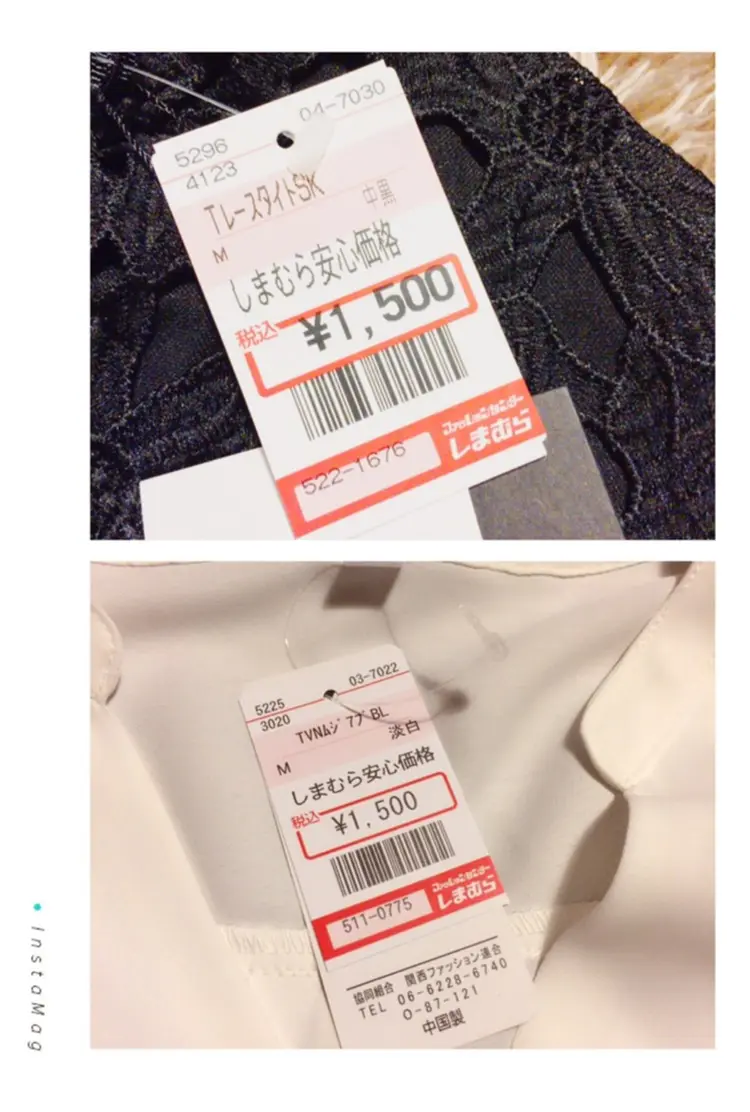 04-7030
5296
4123
TレースタイトSK
中黒
M
しまむら安心価格
税込
¥1,500
ファッションセンター
しまむら
522-1676
03-7022
5225
3020
TVNムジ7ブBL
淡白
M
しまむら安心価格
税込
¥1,500
ファッションセンター
しまむら
511-0775
協同組合 関西ファッション連合
TEL 06-6228-6740
O-87-121
中国製
InstaMag